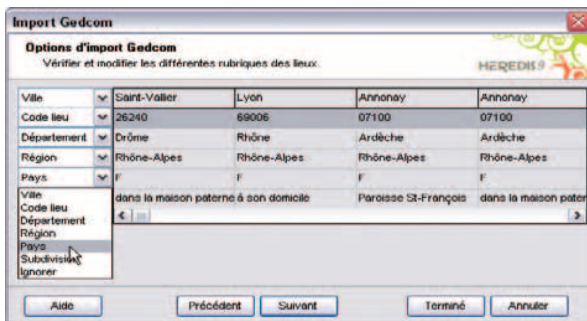 Import Gedcom
Options d'import Gedcom
Vérifier et modifier les différentes rubriques des lieux.
HEREDIS 9
Ville Saint-Vallier Lyon Annonay Annonay
Code lieu 26240 69006 07100 07100
Département Drôme Rhône Ardèche Ardèche
Région Rhône-Alpes Rhône-Alpes Rhône-Alpes Rhône-Alpes
Pays F F F F
dans la maison paterne à son domicile Paroisse St-François dans la maison pater
Ville
Code lieu
Département
Région
Pays
Subdivision
Ignorer
Aide Précédent Suivant Terminé Annuler